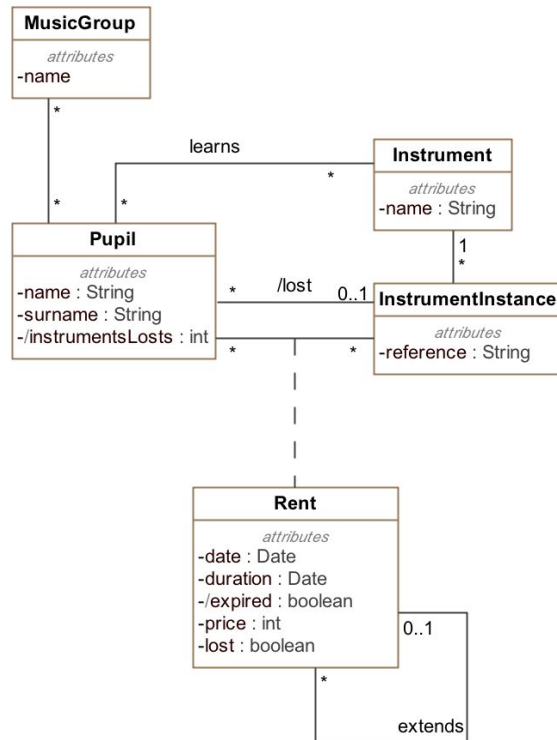 MusicGroup
attributes
-name
*
*
learns
*
*
Instrument
attributes
-name : String
1
*
Pupil
attributes
-name : String
-surname : String
-/instrumentsLosts : int
*
/lost
0..1
*
*
InstrumentInstance
attributes
-reference : String
Rent
attributes
-date : Date
-duration : Date
-/expired : boolean
-price : int
-lost : boolean
0..1
*
extends